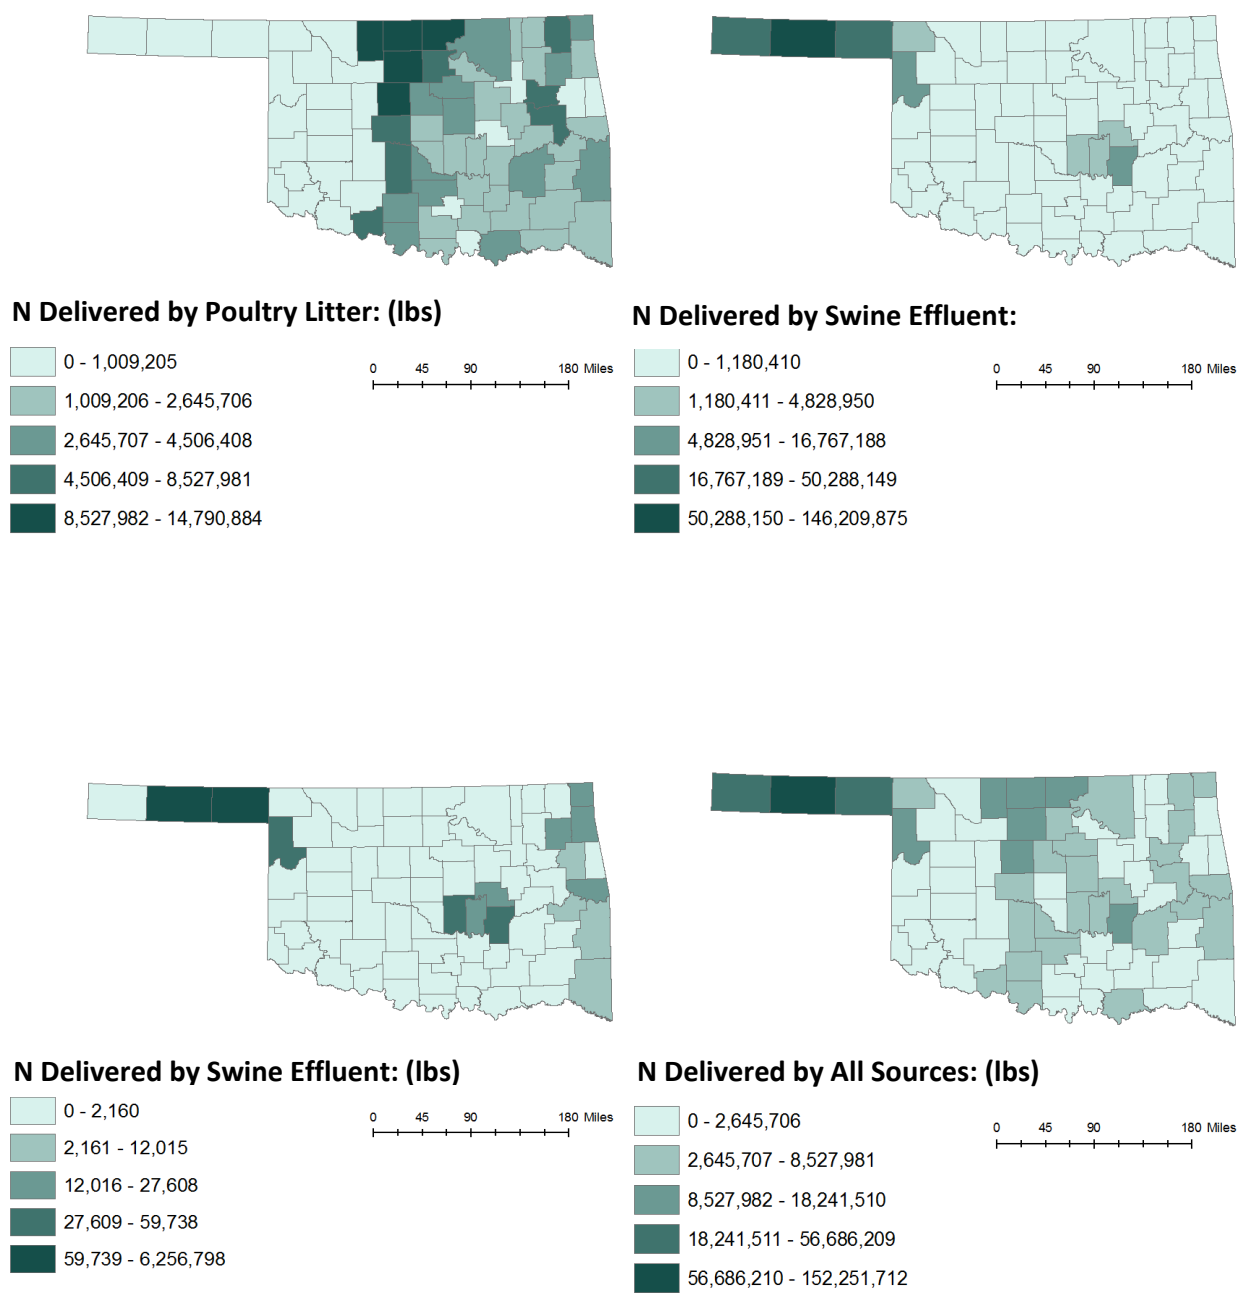 N Delivered by Poultry Litter: (lbs)
0 - 1,009,205
1,009,206 - 2,645,706
2,645,707 - 4,506,408
4,506,409 - 8,527,981
8,527,982 - 14,790,884
0 45 90 180 Miles
N Delivered by Swine Effluent:
0 - 1,180,410
1,180,411 - 4,828,950
4,828,951 - 16,767,188
16,767,189 - 50,288,149
50,288,150 - 146,209,875
0 45 90 180 Miles
N Delivered by Swine Effluent: (lbs)
0 - 2,160
2,161 - 12,015
12,016 - 27,608
27,609 - 59,738
59,739 - 6,256,798
0 45 90 180 Miles
N Delivered by All Sources: (lbs)
0 - 2,645,706
2,645,707 - 8,527,981
8,527,982 - 18,241,510
18,241,511 - 56,686,209
56,686,210 - 152,251,712
0 45 90 180 Miles